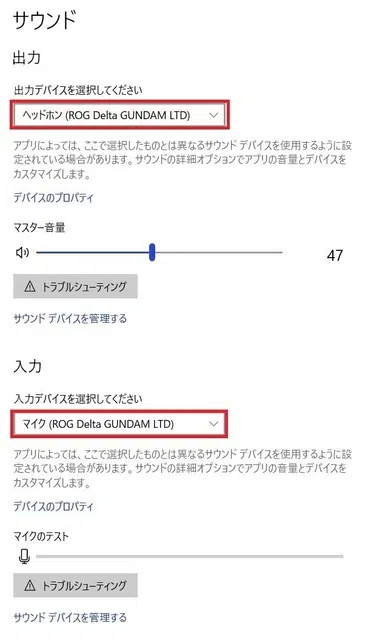 サウンド
出力
出力デバイスを選択してください
ヘッドホン (ROG Delta GUNDAM LTD)
アプリによっては、ここで選択したものとは異なるサウンド デバイスを使用するように設
定されている場合があります。サウンドの詳細オプションでアプリの音量とデバイスを
カスタマイズします。
デバイスのプロパティ
マスター音量
47
トラブルシューティング
サウンド デバイスを管理する
入力
入力デバイスを選択してください
マイク (ROG Delta GUNDAM LTD)
アプリによっては、ここで選択したものとは異なるサウンド デバイスを使用するように設
定されている場合があります。サウンドの詳細オプションでアプリの音量とデバイスを
カスタマイズします。
デバイスのプロパティ
マイクのテスト
トラブルシューティング
サウンド デバイスを管理する